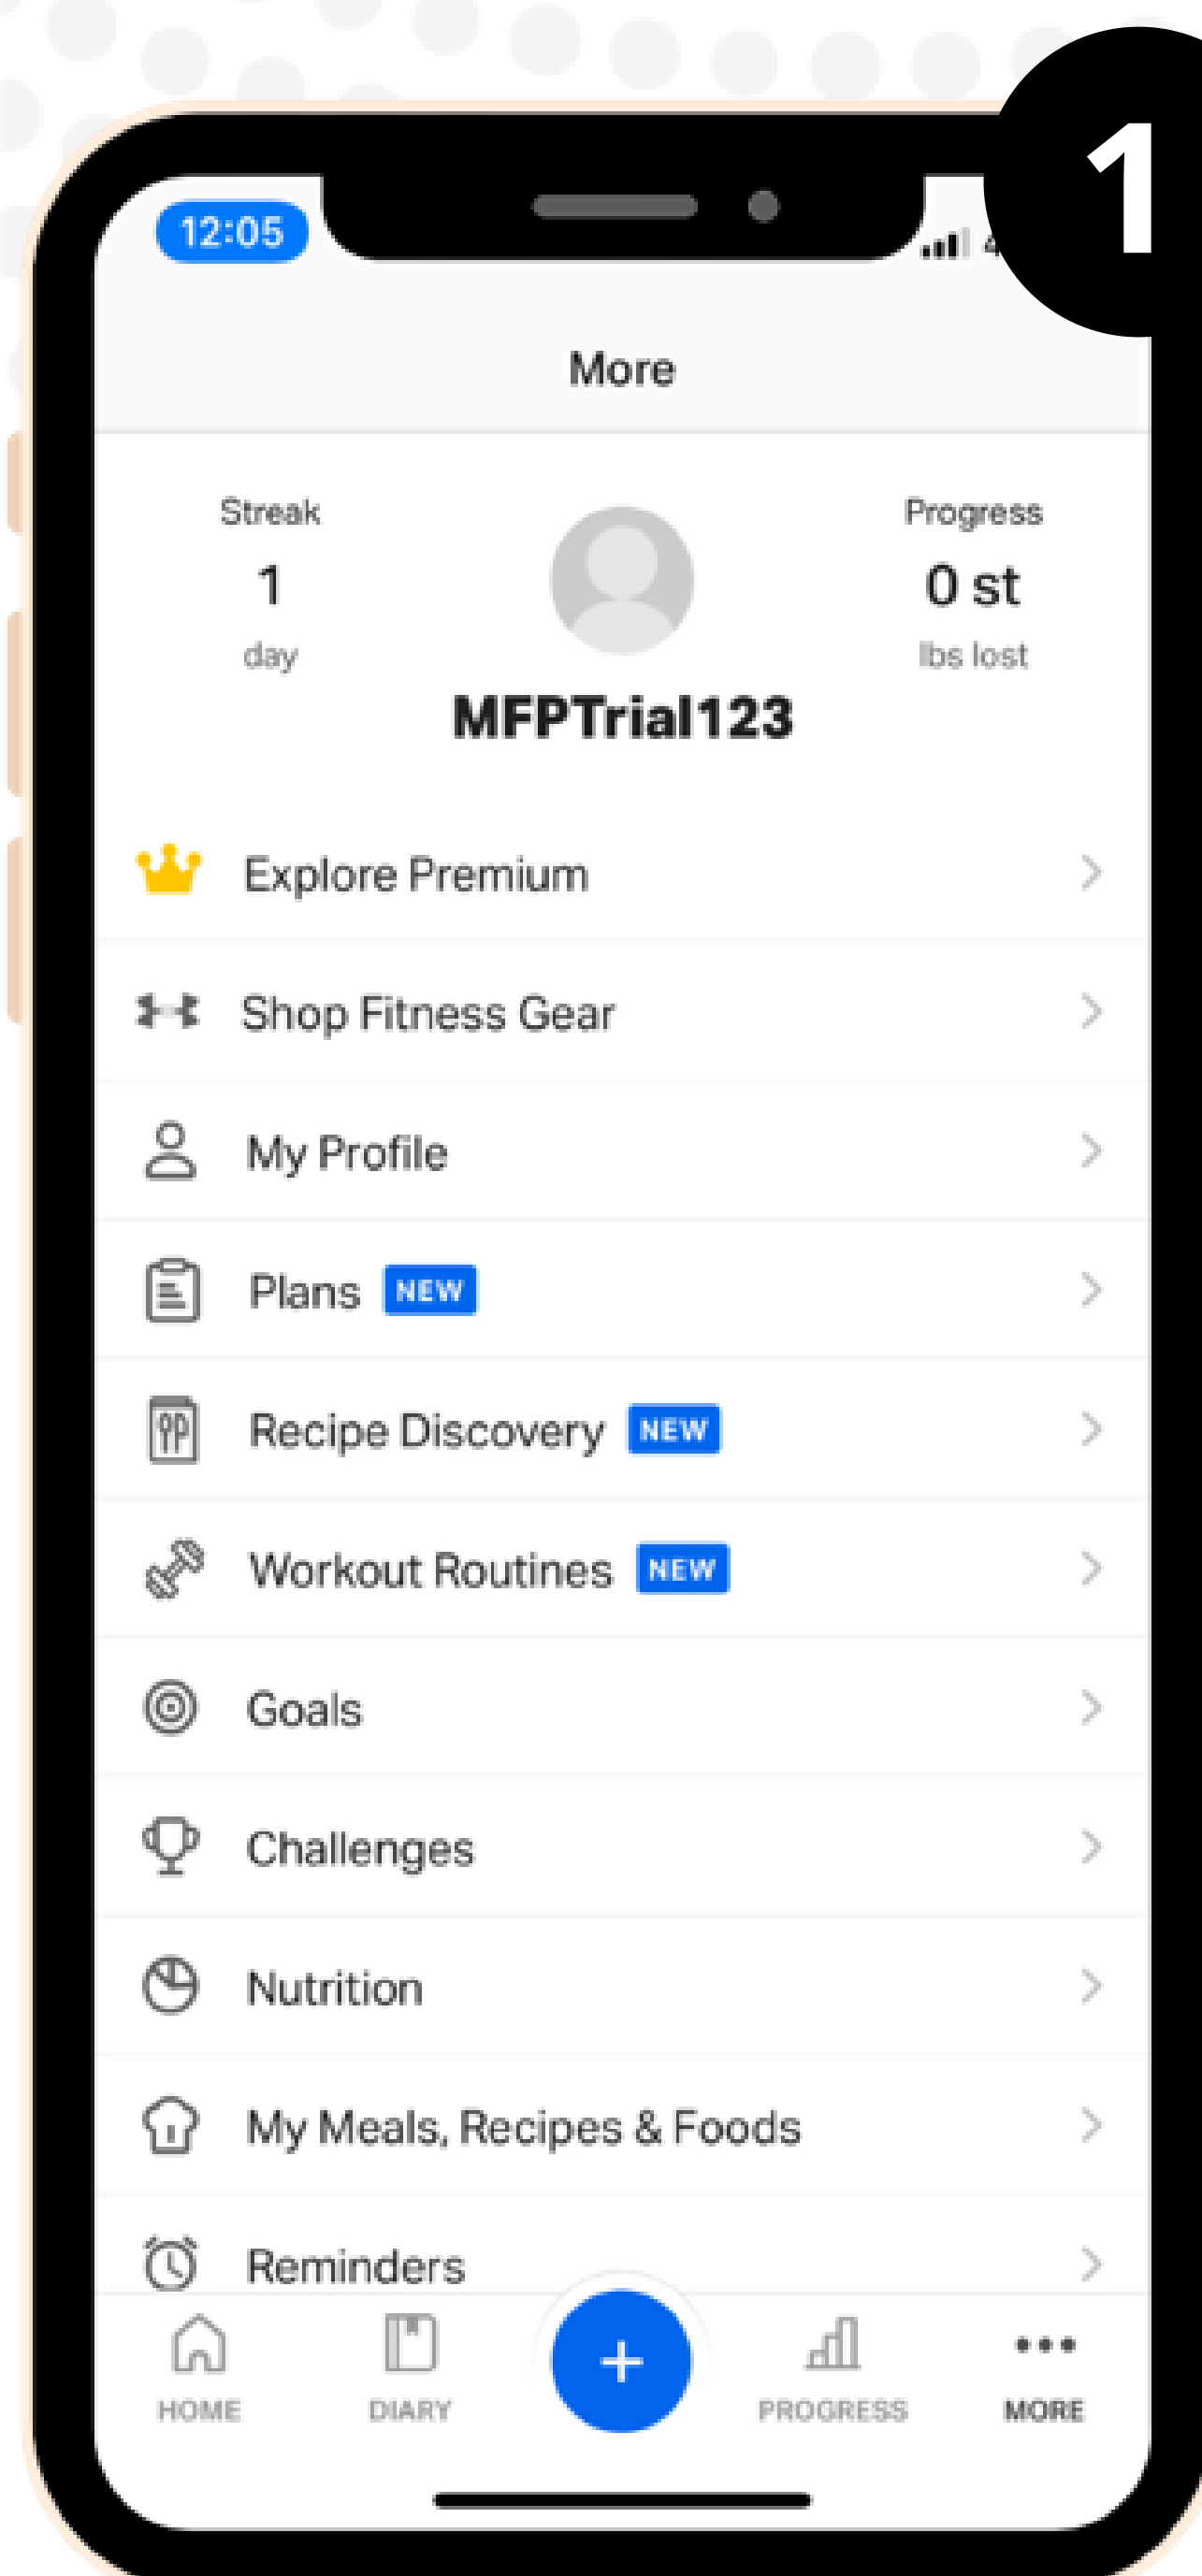 1
12:05
More
Streak
Progress
1
0 st
day
lbs lost
MFPTrial123
Explore Premium
Shop Fitness Gear
My Profile
Plans NEW
Recipe Discovery NEW
Workout Routines NEW
Goals
Challenges
Nutrition
My Meals, Recipes & Foods
Reminders
+
HOME DIARY PROGRESS MORE